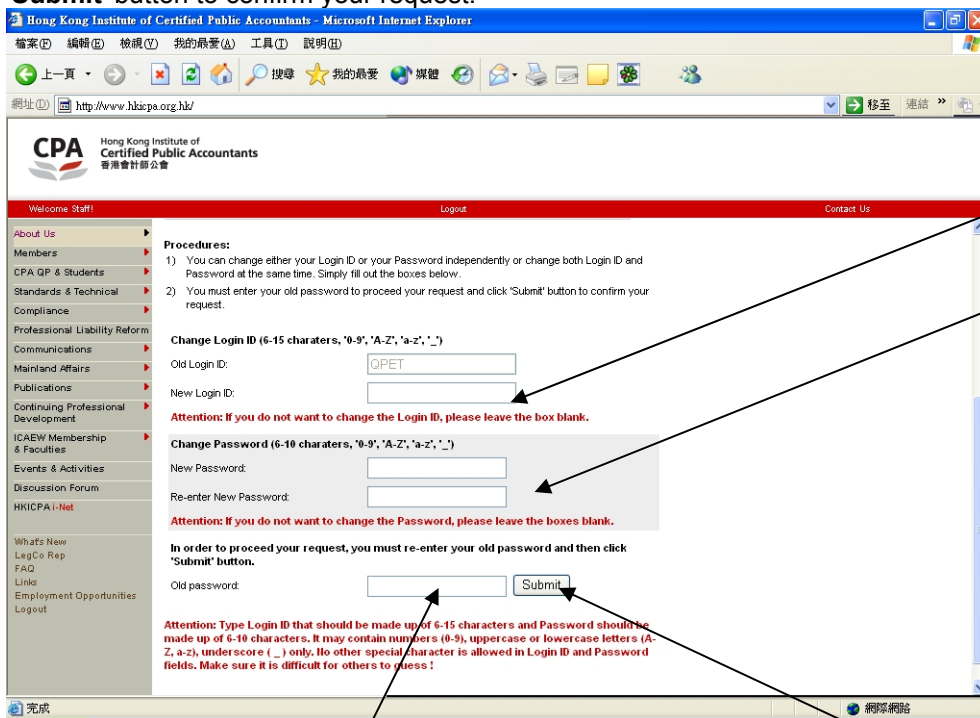 'Submit' button to confirm your request.
Hong Kong Institute of Certified Public Accountants - Microsoft Internet Explorer
檔案(F) 編輯(E) 檢視(V) 我的最愛(A) 工具(T) 說明(H)
上一頁 搜尋 我的最愛 媒體
網址(D) http://www.hkicpa.org.hk/ 移至 連結 »
CPA Hong Kong Institute of
Certified Public Accountants
香港會計師公會
Welcome Staff! Logout Contact Us
About Us
Members
CPA QP & Students
Standards & Technical
Compliance
Professional Liability Reform
Communications
Mainland Affairs
Publications
Continuing Professional
Development
ICAEW Membership
& Faculties
Events & Activities
Discussion Forum
HKICPA i-Net
What's New
LegCo Rep
FAQ
Links
Employment Opportunities
Logout
Procedures:
1) You can change either your Login ID or your Password independently or change both Login ID and
Password at the same time. Simply fill out the boxes below.
2) You must enter your old password to proceed your request and click 'Submit' button to confirm your
request.
Change Login ID (6-15 charaters, '0-9', 'A-Z', 'a-z', '_')
Old Login ID: QPET
New Login ID:
Attention: If you do not want to change the Login ID, please leave the box blank.
Change Password (6-10 charaters, '0-9', 'A-Z', 'a-z', '_')
New Password:
Re-enter New Password:
Attention: If you do not want to change the Password, please leave the boxes blank.
In order to proceed your request, you must re-enter your old password and then click
'Submit' button.
Old password: Submit
Attention: Type Login ID that should be made up of 6-15 characters and Password should be
made up of 6-10 characters. It may contain numbers (0-9), uppercase or lowercase letters (A-
Z, a-z), underscore ( _ ) only. No other special character is allowed in Login ID and Password
fields. Make sure it is difficult for others to guess !
完成 網際網路